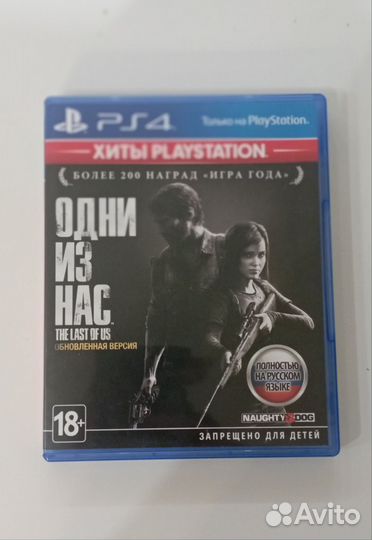 PS4
Только на PlayStation.
ХИТЫ PLAYSTATION
БОЛЕЕ 200 НАГРАД «ИГРА ГОДА»
ОДНИ
ИЗ
НАС
THE LAST OF US
ОБНОВЛЕННАЯ ВЕРСИЯ
ПОЛНОСТЬЮ
НА РУССКОМ
ЯЗЫКЕ
18+
NAUGHTY DOG
ЗАПРЕЩЕНО ДЛЯ ДЕТЕЙ
Avito